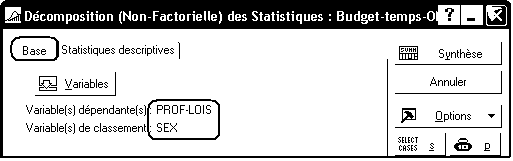 Décomposition (Non-Factorielle) des Statistiques : Budget-temps-Ol
Base Statistiques descriptives
Variables
Variable(s) dépendante(s) : PROF-LOIS
Variable(s) de classement : SEX
Synthèse
Annuler
Options
SELECT CASES S D